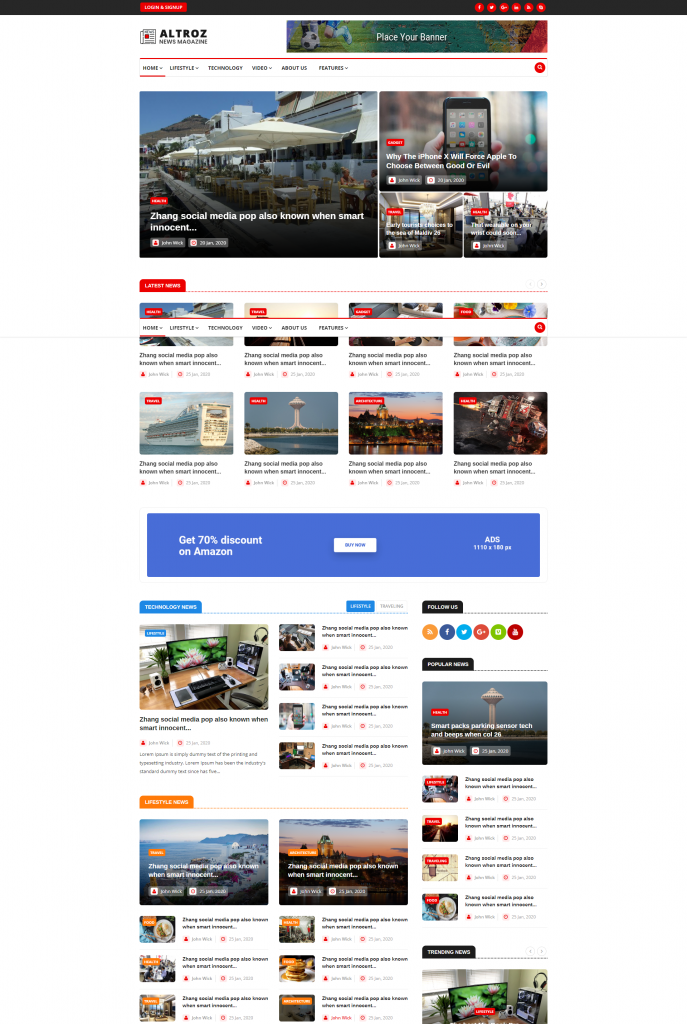 LOGIN & SIGNUP
ALTROZ
NEWS MAGAZINE
Place Your Banner
HOME LIFESTYLE TECHNOLOGY VIDEO ABOUT US FEATURES
HEALTH
Zhang social media pop also known when smart
innocent...
John Wick 20 Jan, 2020
GADGET
Why The iPhone X Will Force Apple To
Choose Between Good Or Evil
John Wick 20 Jan, 2020
TRAVEL
Early tourists choices to
the sea of Maldiv 26
John Wick
HEALTH
That wearable on your
wrist could soon...
John Wick
LATEST NEWS
HEALTH TRAVEL GADGET FOOD
HOME LIFESTYLE TECHNOLOGY VIDEO ABOUT US FEATURES
Zhang social media pop also
known when smart innocent...
John Wick 25 Jan, 2020
Zhang social media pop also
known when smart innocent...
John Wick 25 Jan, 2020
Zhang social media pop also
known when smart innocent...
John Wick 25 Jan, 2020
Zhang social media pop also
known when smart innocent...
John Wick 25 Jan, 2020
TRAVEL
Zhang social media pop also
known when smart innocent...
John Wick 25 Jan, 2020
HEALTH
Zhang social media pop also
known when smart innocent...
John Wick 25 Jan, 2020
ARCHITECTURE
Zhang social media pop also
known when smart innocent...
John Wick 25 Jan, 2020
HEALTH
Zhang social media pop also
known when smart innocent...
John Wick 25 Jan, 2020
Get 70% discount
on Amazon
BUY NOW
ADS
1110 x 180 px
TECHNOLOGY NEWS
LIFESTYLE TRAVELING
LIFESTYLE
Zhang social media pop also known when
smart innocent...
John Wick 25 Jan, 2020
Lorem Ipsum is simply dummy text of the printing and
typesetting industry. Lorem Ipsum has been the industry's
standard dummy text since has five...
Zhang social media pop also known
when smart innocent...
John Wick 25 Jan, 2020
Zhang social media pop also known
when smart innocent...
John Wick 25 Jan, 2020
Zhang social media pop also known
when smart innocent...
John Wick 25 Jan, 2020
Zhang social media pop also known
when smart innocent...
John Wick 25 Jan, 2020
LIFESTYLE NEWS
TRAVEL
Zhang social media pop also known
when smart innocent...
John Wick 25 Jan, 2020
ARCHITECTURE
Zhang social media pop also known
when smart innocent...
John Wick 25 Jan, 2020
FOOD
Zhang social media pop also known
when smart innocent...
John Wick 25 Jan, 2020
HEALTH
Zhang social media pop also known
when smart innocent...
John Wick 25 Jan, 2020
HEALTH
Zhang social media pop also known
when smart innocent...
John Wick 25 Jan, 2020
FOOD
Zhang social media pop also known
when smart innocent...
John Wick 25 Jan, 2020
TRAVEL
Zhang social media pop also known
when smart innocent...
John Wick 25 Jan, 2020
ARCHITECTURE
Zhang social media pop also known
when smart innocent...
John Wick 25 Jan, 2020
FOLLOW US
POPULAR NEWS
HEALTH
Smart packs parking sensor tech
and beeps when col 26
John Wick 25 Jan, 2020
LIFESTYLE
Zhang social media pop also
known when smart innocent...
John Wick 25 Jan, 2020
TRAVEL
Zhang social media pop also
known when smart innocent...
John Wick 25 Jan, 2020
TRAVELING
Zhang social media pop also
known when smart innocent...
John Wick 25 Jan, 2020
FOOD
Zhang social media pop also
known when smart innocent...
John Wick 25 Jan, 2020
TRENDING NEWS
LIFESTYLE